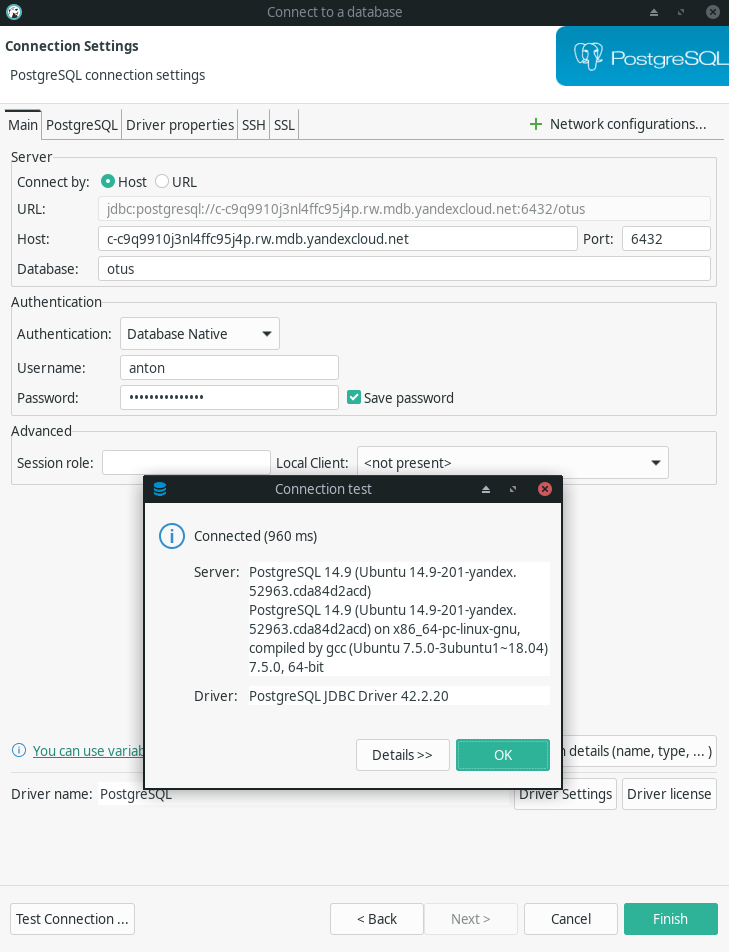 Connect to a database
Connection Settings
PostgreSQL connection settings
PostgreSQL
Main PostgreSQL Driver properties SSH SSL
Network configurations...
Server
Connect by: Host URL
URL: jdbc:postgresql://c-c9q9910j3nl4ffc95j4p.rw.mdb.yandexcloud.net:6432/otus
Host: c-c9q9910j3nl4ffc95j4p.rw.mdb.yandexcloud.net Port: 6432
Database: otus
Authentication
Authentication: Database Native
Username: anton
Password: ••••••••••••••• Save password
Advanced
Session role: Local Client: <not present>
Connection test
Connected (960 ms)
Server: PostgreSQL 14.9 (Ubuntu 14.9-201-yandex.
52963.cda84d2acd)
PostgreSQL 14.9 (Ubuntu 14.9-201-yandex.
52963.cda84d2acd) on x86_64-pc-linux-gnu,
compiled by gcc (Ubuntu 7.5.0-3ubuntu1~18.04)
7.5.0, 64-bit
Driver: PostgreSQL JDBC Driver 42.2.20
Details >> OK
You can use details (name, type, ... )
Driver name: PostgreSQL Driver Settings Driver license
Test Connection ... < Back Next > Cancel Finish